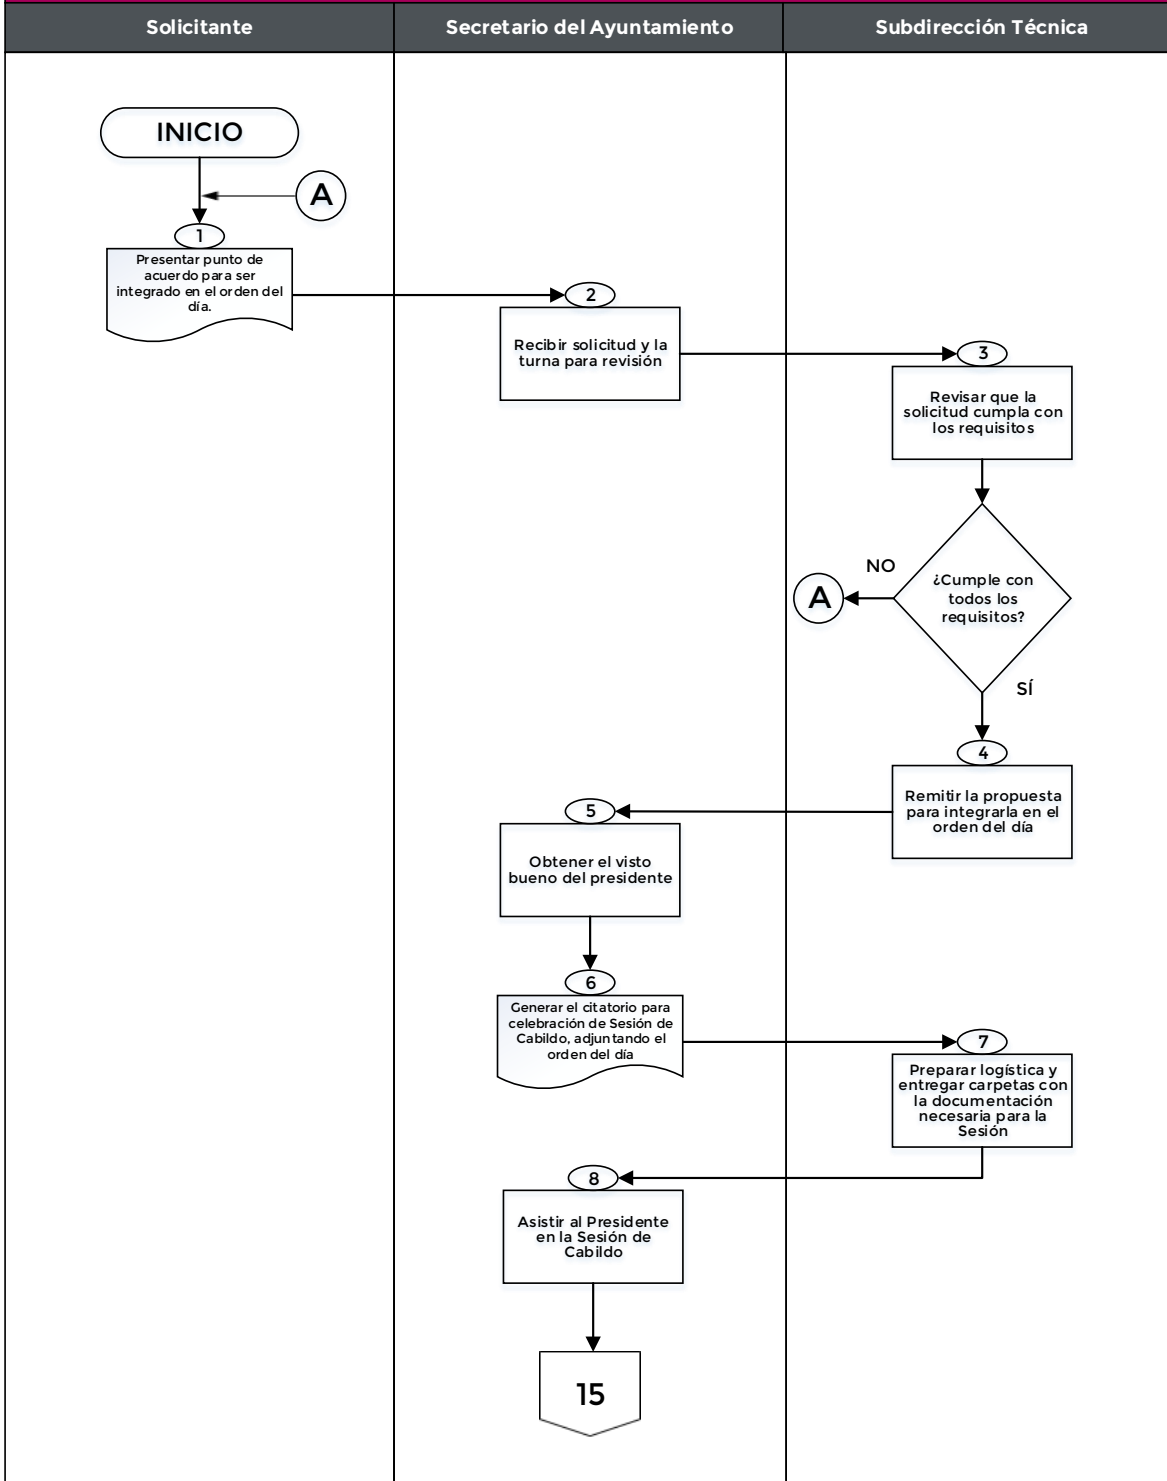 Solicitante
Secretario del Ayuntamiento
Subdirección Técnica
INICIO
A
1
Presentar punto de
acuerdo para ser
integrado en el orden del
día.
2
Recibir solicitud y la
turna para revisión
3
Revisar que la
solicitud cumpla con
los requisitos
¿Cumple con
todos los
requisitos?
NO
A
SÍ
4
Remitir la propuesta
para integrarla en el
orden del día
5
Obtener el visto
bueno del presidente
6
Generar el citatorio para
celebración de Sesión de
Cabildo, adjuntando el
orden del día
7
Preparar logística y
entregar carpetas con
la documentación
necesaria para la
Sesión
8
Asistir al Presidente
en la Sesión de
Cabildo
15